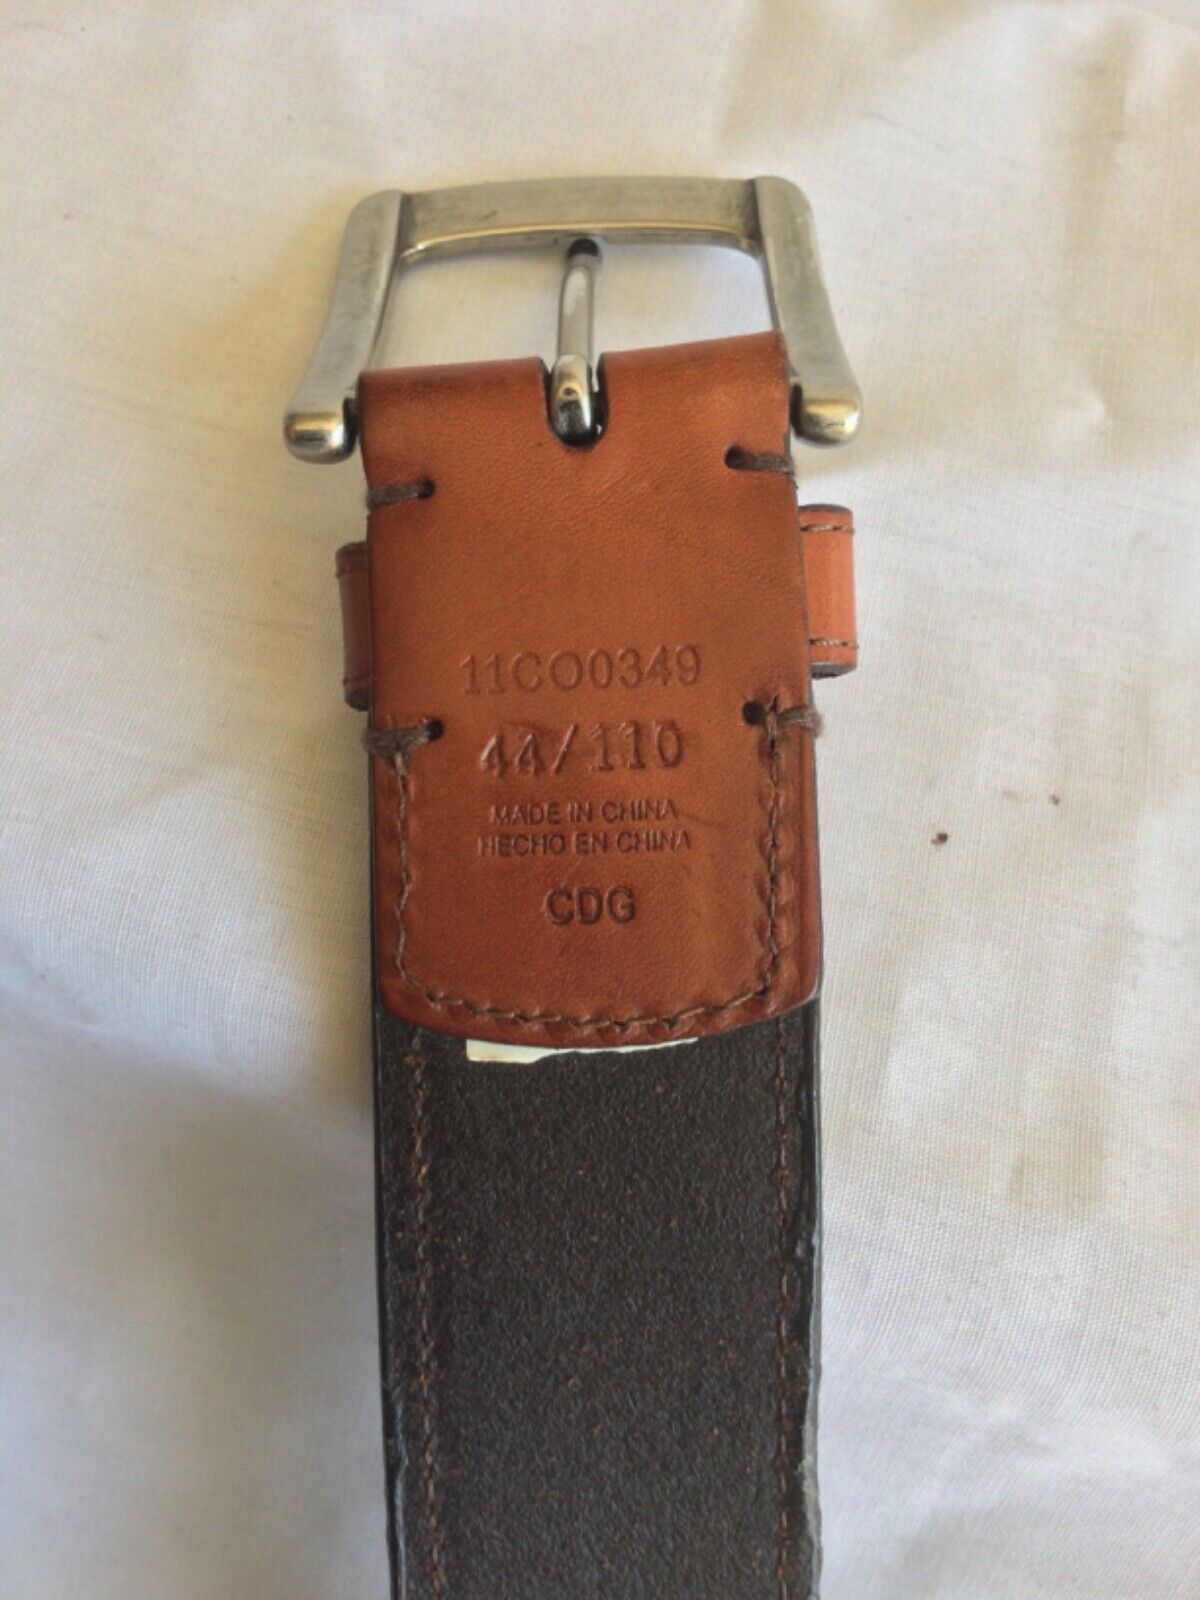 11CO0349
44/110
MADE IN CHINA
HECHO EN CHINA
CDG